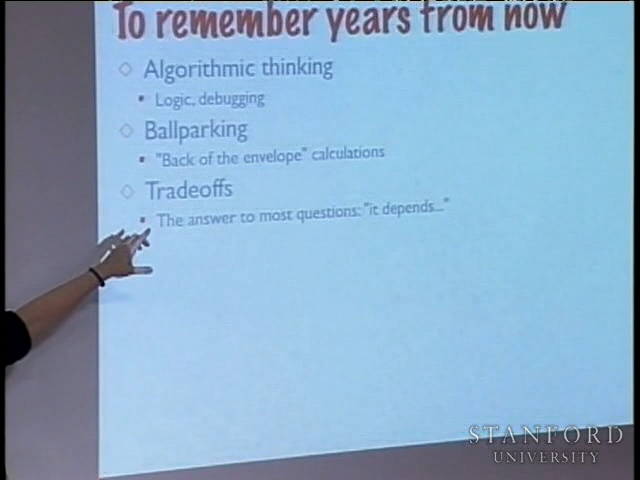 To remember years from now
Algorithmic thinking
Logic, debugging
Ballparking
"Back of the envelope" calculations
Tradeoffs
The answer to most questions: "it depends..."
STANFORD
UNIVERSITY